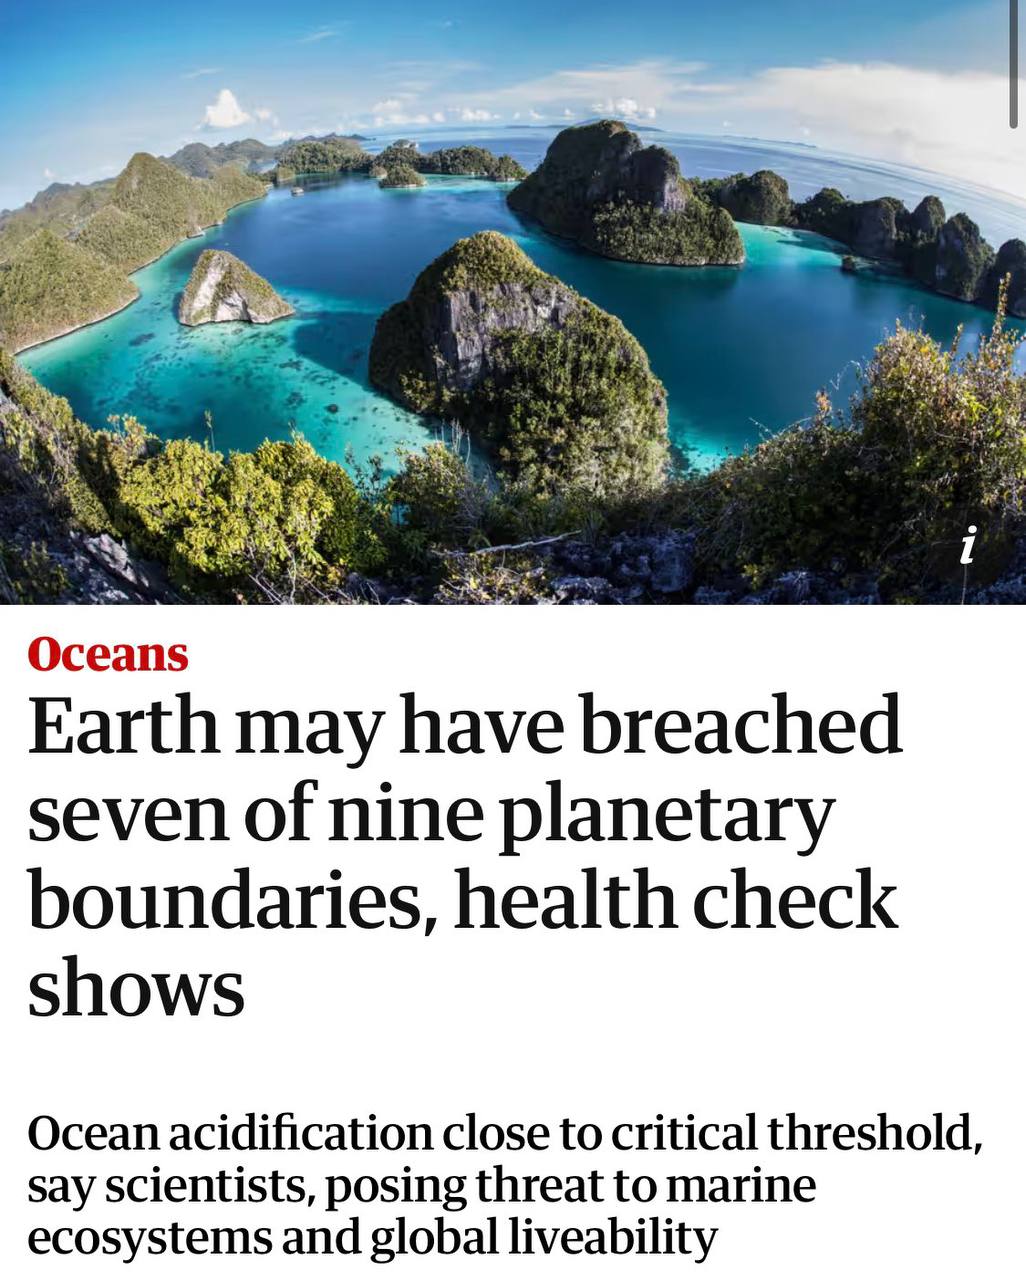 i
Oceans
Earth may have breached
seven of nine planetary
boundaries, health check
shows
Ocean acidification close to critical threshold,
say scientists, posing threat to marine
ecosystems and global liveability